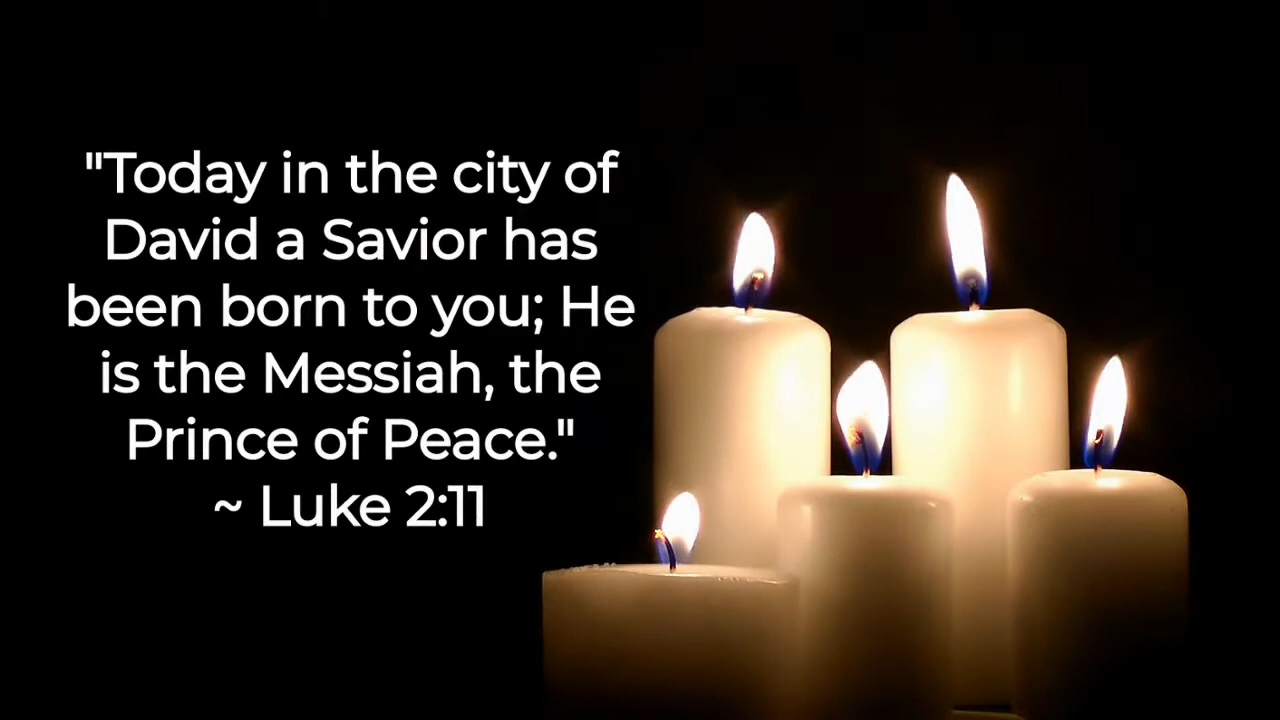 "Today in the city of
David a Savior has
been born to you; He
is the Messiah, the
Prince of Peace."
~ Luke 2:11